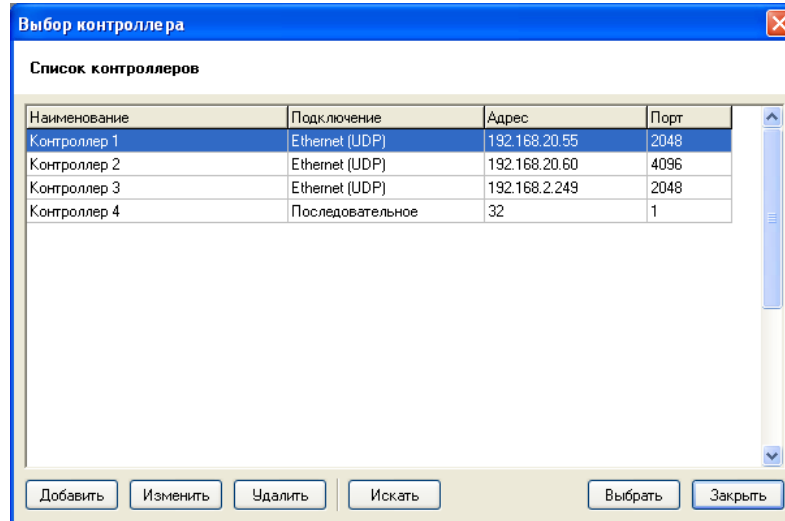 Выбор контроллера
Список контроллеров
Наименование Подключение Адрес Порт
Контроллер 1 Ethernet (UDP) 192.168.20.55 2048
Контроллер 2 Ethernet (UDP) 192.168.20.60 4096
Контроллер 3 Ethernet (UDP) 192.168.2.249 2048
Контроллер 4 Последовательное 32 1
Добавить Изменить Удалить Искать Выбрать Закрыть